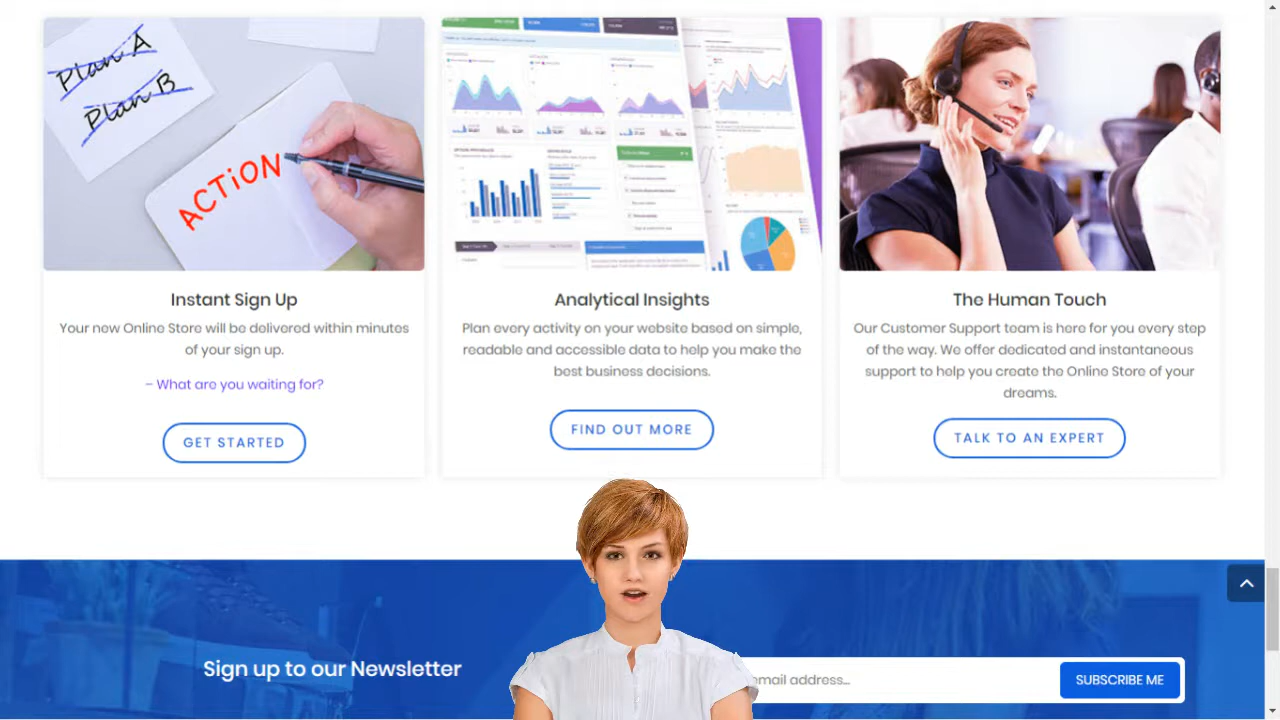 Plan A
Plan B
ACTION
Instant Sign Up
Your new Online Store will be delivered within minutes
of your sign up.
– What are you waiting for?
GET STARTED
Analytical Insights
Plan every activity on your website based on simple,
readable and accessible data to help you make the
best business decisions.
FIND OUT MORE
The Human Touch
Our Customer Support team is here for you every step
of the way. We offer dedicated and instantaneous
support to help you create the Online Store of your
dreams.
TALK TO AN EXPERT
Sign up to our Newsletter
address...
SUBSCRIBE ME